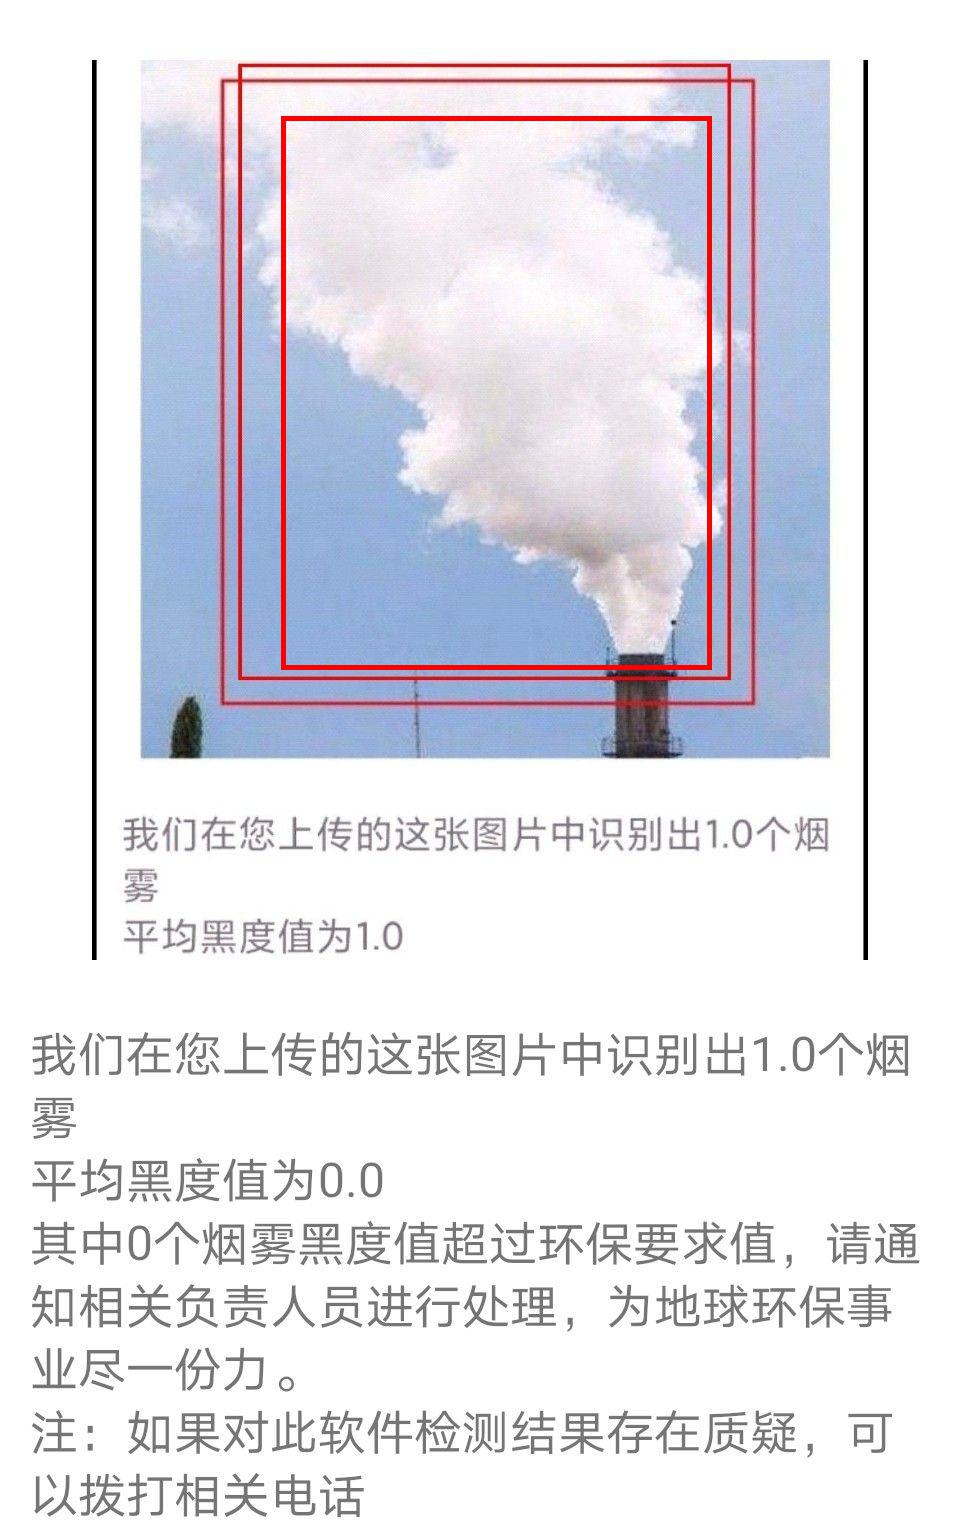 我们在您上传的这张图片中识别出1.0个烟
雾
平均黑度值为1.0
我们在您上传的这张图片中识别出1.0个烟
雾
平均黑度值为0.0
其中0个烟雾黑度值超过环保要求值，请通
知相关负责人员进行处理，为地球环保事
业尽一份力。
注：如果对此软件检测结果存在质疑，可
以拨打相关电话